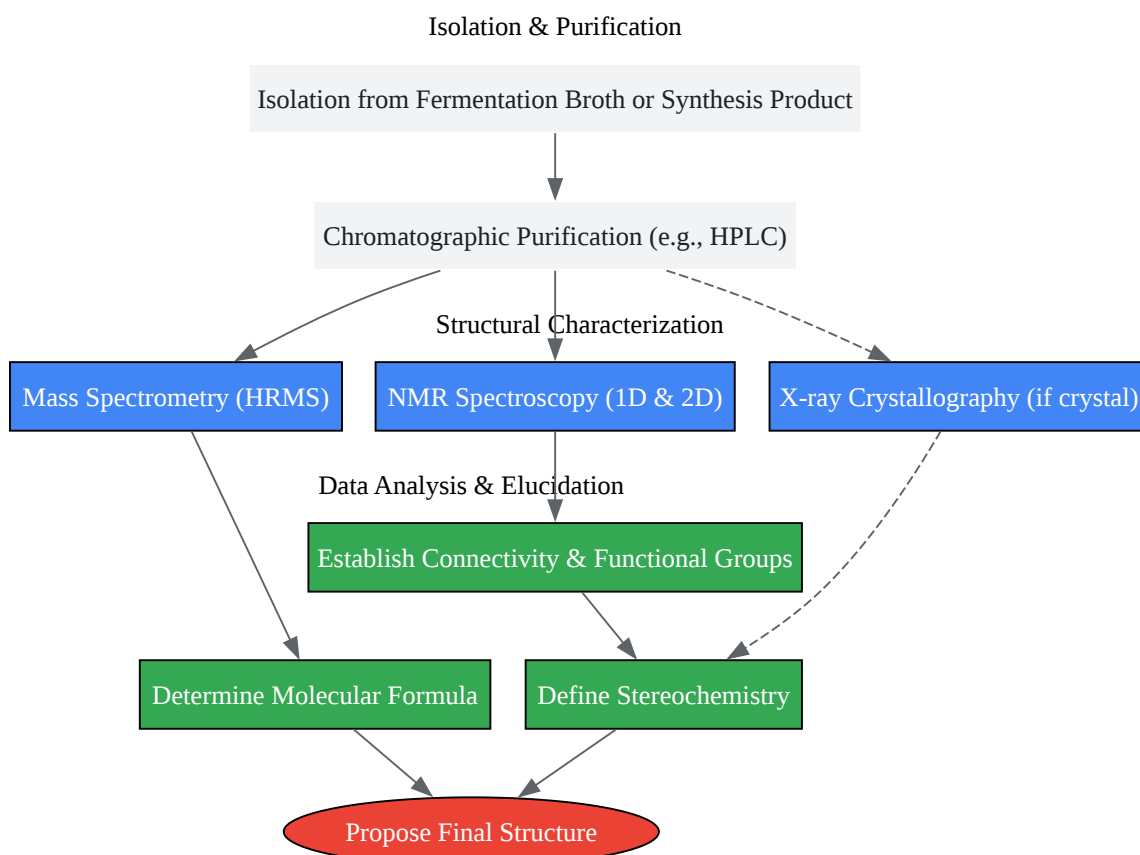 Isolation & Purification
Isolation from Fermentation Broth or Synthesis Product
Chromatographic Purification (e.g., HPLC)
Structural Characterization
Mass Spectrometry (HRMS)
NMR Spectroscopy (1D & 2D)
X-ray Crystallography (if crystal)
Data Analysis & Elucidation
Establish Connectivity & Functional Groups
Determine Molecular Formula
Define Stereochemistry
Propose Final Structure